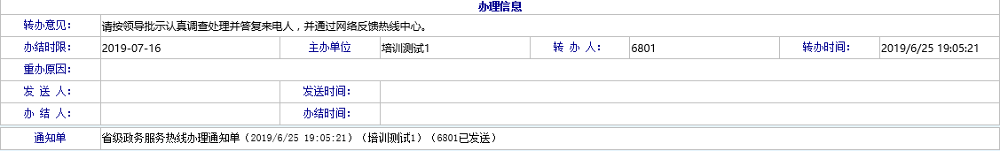 办理信息
转办意见： 请按领导批示认真调查处理并答复来电人，并通过网络反馈热线中心。
办结时限： 2019-07-16 主办单位 培训测试1 转 办 人： 6801 转办时间： 2019/6/25 19:05:21
重办原因：
发 送 人： 发送时间：
办 结 人： 办结时间：
通知单 省级政务服务热线办理通知单（2019/6/25 19:05:21）（培训测试1）（6801已发送）